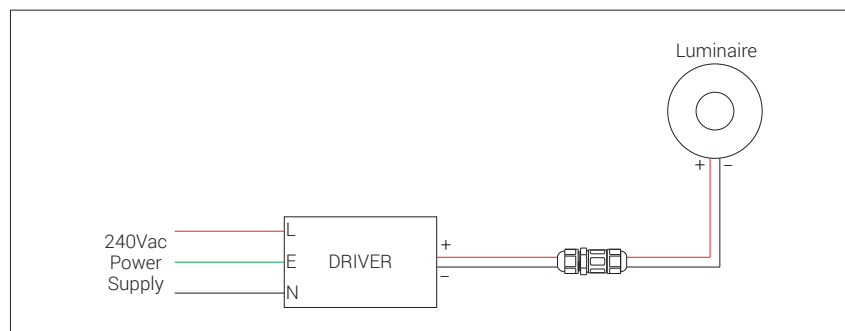 Luminaire
+ –
240Vac
Power
Supply
L
E
N
DRIVER
+
–